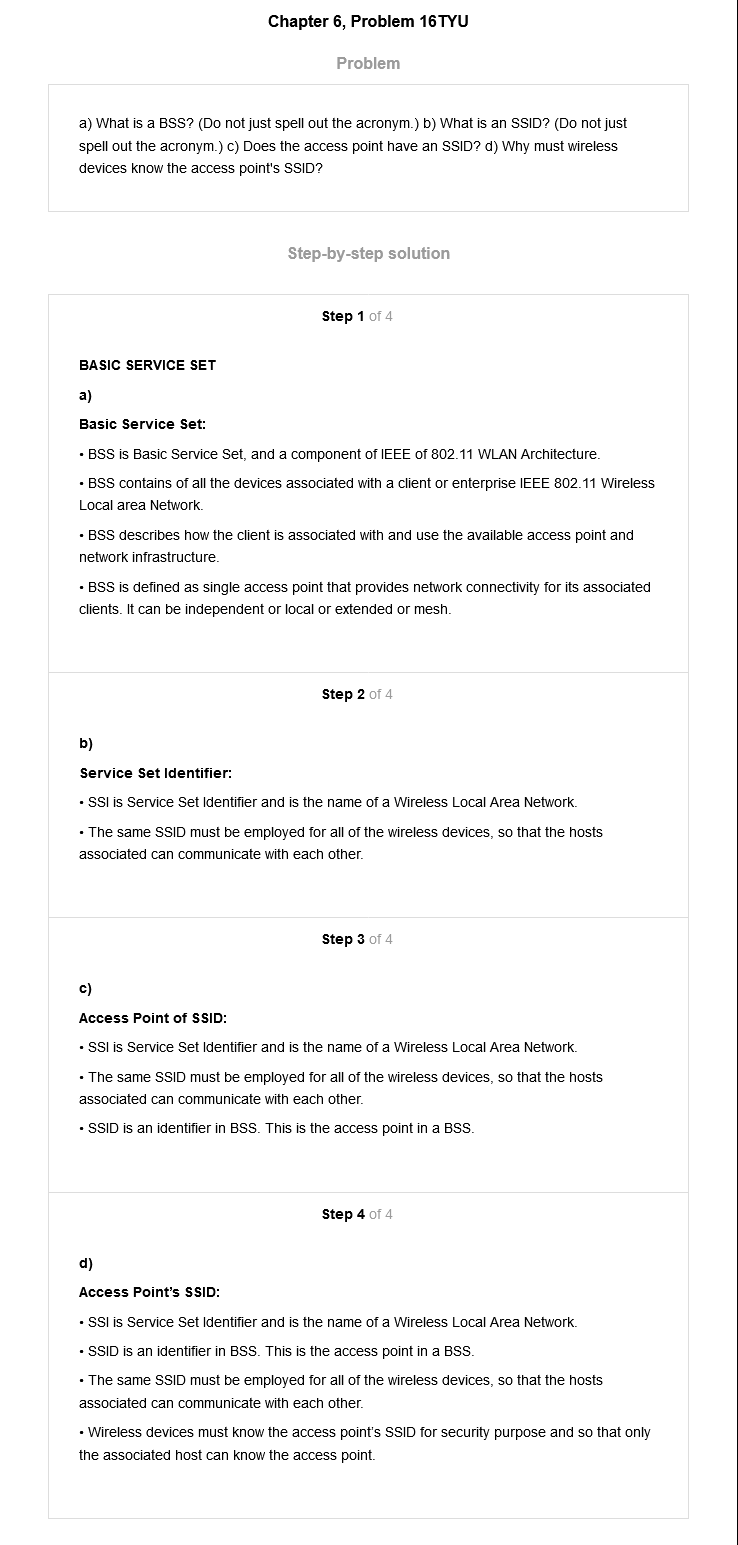 Chapter 6, Problem 16TYU
Problem
a) What is a BSS? (Do not just spell out the acronym.) b) What is an SSID? (Do not just
spell out the acronym.) c) Does the access point have an SSID? d) Why must wireless
devices know the access point's SSID?
Step-by-step solution
Step 1 of 4
BASIC SERVICE SET
a)
Basic Service Set:
• BSS is Basic Service Set, and a component of IEEE of 802.11 WLAN Architecture.
• BSS contains of all the devices associated with a client or enterprise IEEE 802.11 Wireless
Local area Network.
• BSS describes how the client is associated with and use the available access point and
network infrastructure.
• BSS is defined as single access point that provides network connectivity for its associated
clients. It can be independent or local or extended or mesh.
Step 2 of 4
b)
Service Set Identifier:
• SSI is Service Set Identifier and is the name of a Wireless Local Area Network.
• The same SSID must be employed for all of the wireless devices, so that the hosts
associated can communicate with each other.
Step 3 of 4
c)
Access Point of SSID:
• SSI is Service Set Identifier and is the name of a Wireless Local Area Network.
• The same SSID must be employed for all of the wireless devices, so that the hosts
associated can communicate with each other.
• SSID is an identifier in BSS. This is the access point in a BSS.
Step 4 of 4
d)
Access Point’s SSID:
• SSI is Service Set Identifier and is the name of a Wireless Local Area Network.
• SSID is an identifier in BSS. This is the access point in a BSS.
• The same SSID must be employed for all of the wireless devices, so that the hosts
associated can communicate with each other.
• Wireless devices must know the access point’s SSID for security purpose and so that only
the associated host can know the access point.